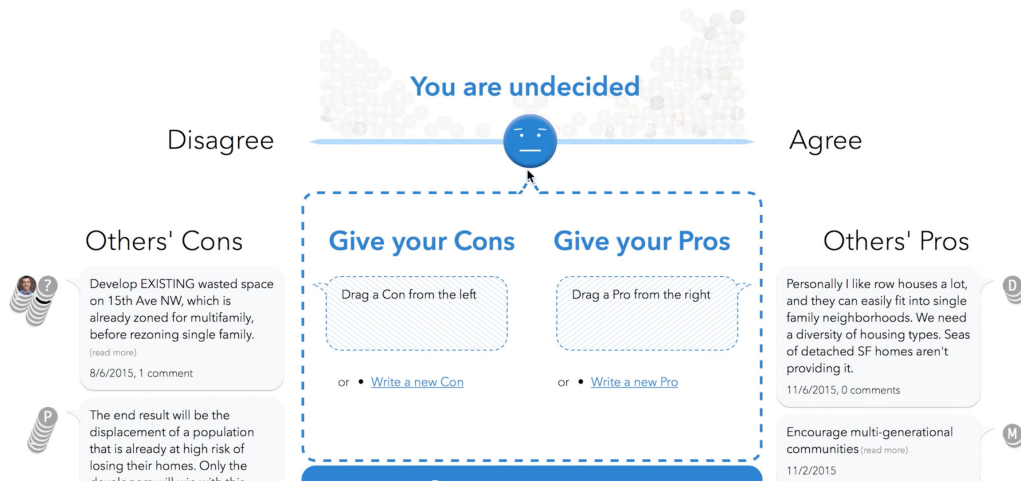 You are undecided
Disagree
Agree
Others' Cons
Give your Cons
Give your Pros
Others' Pros
?
Develop EXISTING wasted space
on 15th Ave NW, which is
already zoned for multifamily,
before rezoning single family.
(read more)
8/6/2015, 1 comment
P
The end result will be the
displacement of a population
that is already at high risk of
losing their homes. Only the
developers will win with this
Drag a Con from the left
or • Write a new Con
Drag a Pro from the right
or • Write a new Pro
Personally I like row houses a lot,
and they can easily fit into single
family neighborhoods. We need
a diversity of housing types. Seas
of detached SF homes aren't
providing it.
11/6/2015, 0 comments
D
Encourage multi-generational
communities (read more)
11/2/2015
M